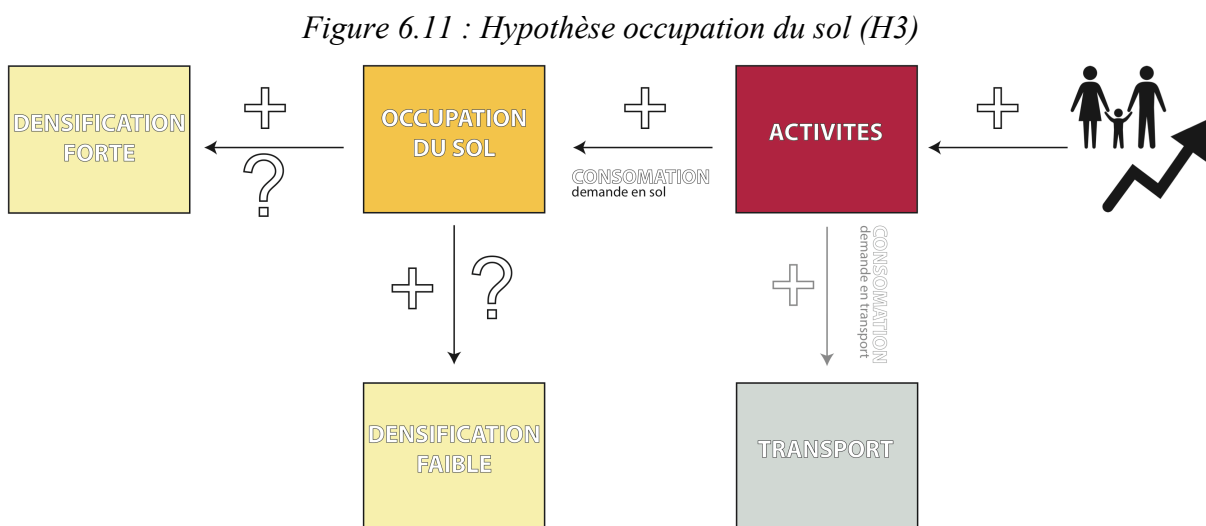 Figure 6.11 : Hypothèse occupation du sol (H3)
DENSIFICATION
FORTE
+
?
OCCUPATION
DU SOL
+
CONSOMATION
demande en sol
ACTIVITES
+
+
?
+
CONSOMATION
demande en transport
DENSIFICATION
FAIBLE
TRANSPORT